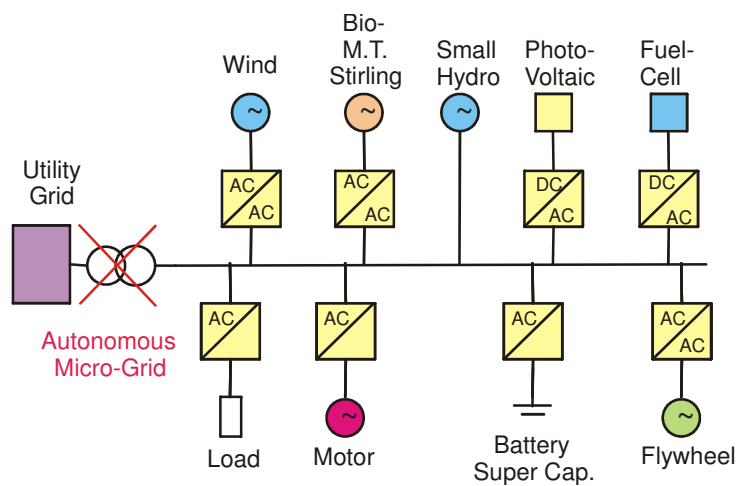 Bio-
M.T.
Stirling
Wind
Small
Hydro
Photo-
Voltaic
Fuel-
Cell
~
~
~
Utility
Grid
AC
AC
AC
AC
DC
AC
DC
AC
AC
AC
AC
AC
AC
Autonomous
Micro-Grid
~
~
Load
Motor
Battery
Super Cap.
Flywheel